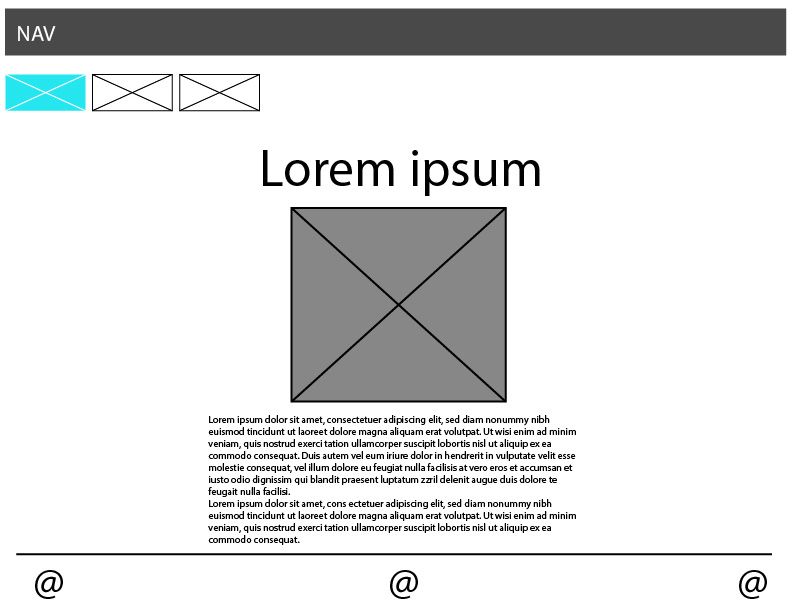 NAV
Lorem ipsum
Lorem ipsum dolor sit amet, consectetuer adipiscing elit, sed diam nonummy nibh
euismod tincidunt ut laoreet dolore magna aliquam erat volutpat. Ut wisi enim ad minim
veniam, quis nostrud exerci tation ullamcorper suscipit lobortis nisl ut aliquip ex ea
commodo consequat. Duis autem vel eum iriure dolor in hendrerit in vulputate velit esse
molestie consequat, vel illum dolore eu feugiat nulla facilisis at vero eros et accumsan et
iusto odio dignissim qui blandit praesent luptatum zzril delenit augue duis dolore te
feugait nulla facilisi.
Lorem ipsum dolor sit amet, cons ectetuer adipiscing elit, sed diam nonummy nibh
euismod tincidunt ut laoreet dolore magna aliquam erat volutpat. Ut wisi enim ad minim
veniam, quis nostrud exerci tation ullamcorper suscipit lobortis nisl ut aliquip ex ea
commodo consequat.
@ @ @